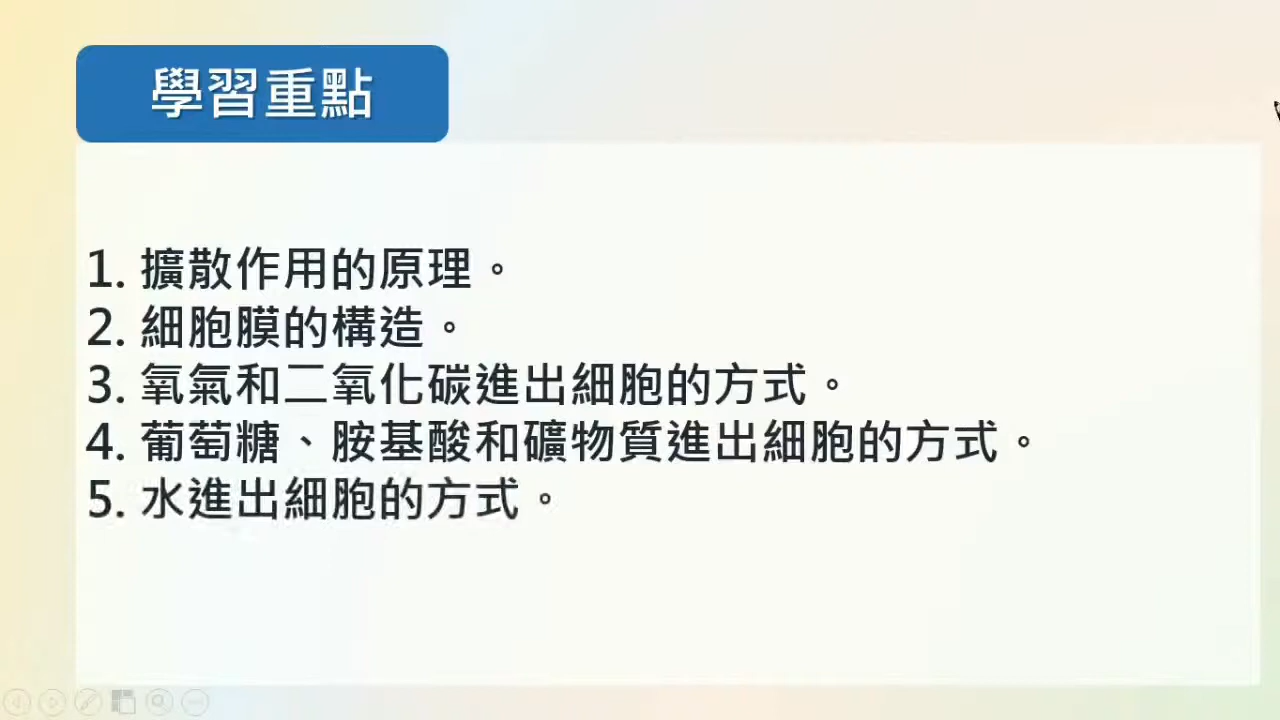 學習重點
1. 擴散作用的原理。
2. 細胞膜的構造。
3. 氧氣和二氧化碳進出細胞的方式。
4. 葡萄糖、胺基酸和礦物質進出細胞的方式。
5. 水進出細胞的方式。